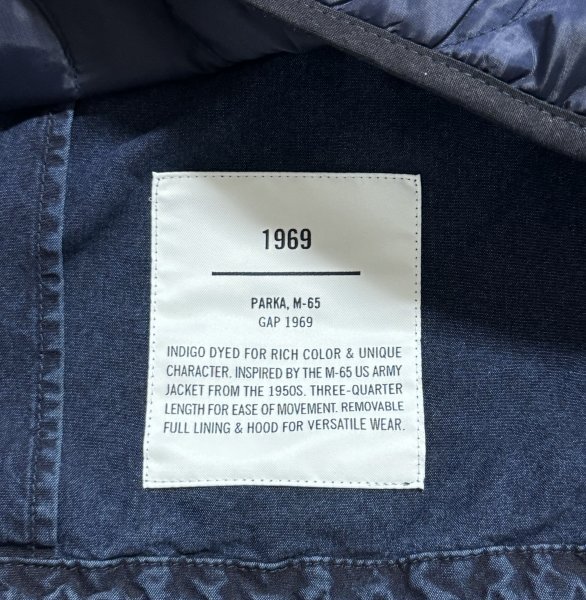 1969
PARKA, M-65
GAP 1969
INDIGO DYED FOR RICH COLOR & UNIQUE
CHARACTER. INSPIRED BY THE M-65 US ARMY
JACKET FROM THE 1950S. THREE-QUARTER
LENGTH FOR EASE OF MOVEMENT. REMOVABLE
FULL LINING & HOOD FOR VERSATILE WEAR.